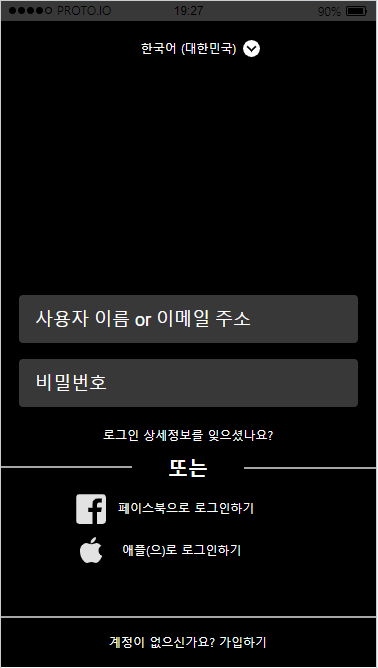 PROTO.IO 19:27 90%
한국어 (대한민국)
사용자 이름 or 이메일 주소
비밀번호
로그인 상세정보를 잊으셨나요?
또는
페이스북으로 로그인하기
애플(으)로 로그인하기
계정이 없으신가요? 가입하기